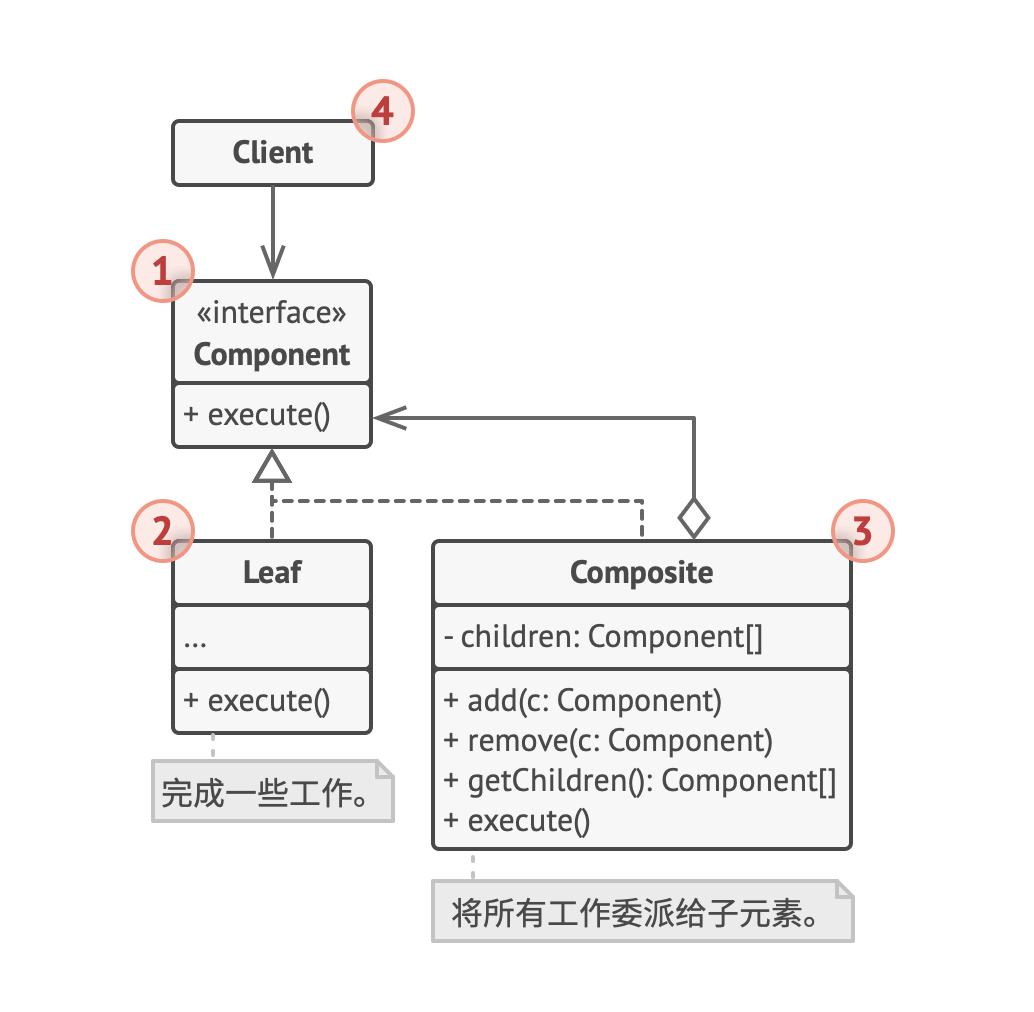 4
Client
1
«interface»
Component
+ execute()
2
Leaf
...
+ execute()
完成一些工作。
3
Composite
- children: Component[]
+ add(c: Component)
+ remove(c: Component)
+ getChildren(): Component[]
+ execute()
将所有工作委派给子元素。